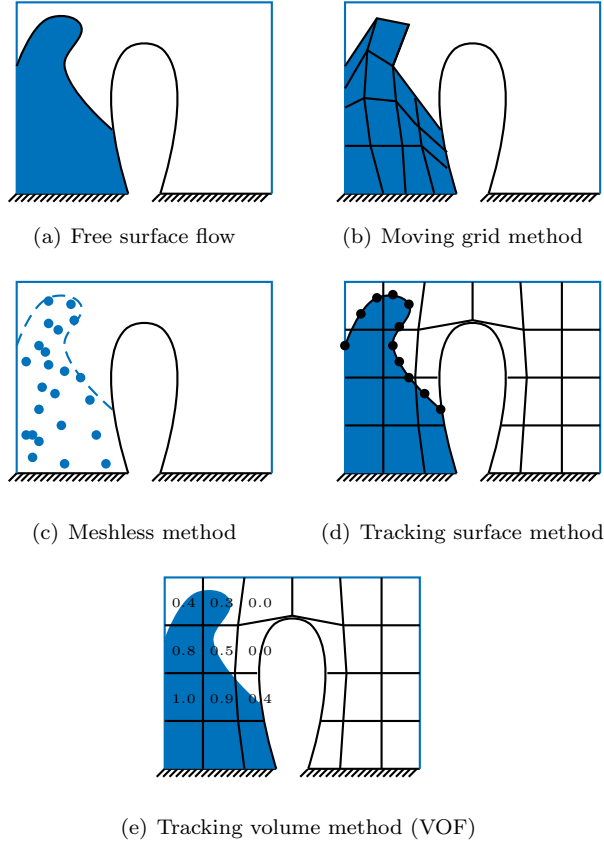 (a) Free surface flow
(b) Moving grid method
(c) Meshless method
(d) Tracking surface method
0.4 0.3 0.0
0.8 0.5 0.0
1.0 0.9 0.4
(e) Tracking volume method (VOF)